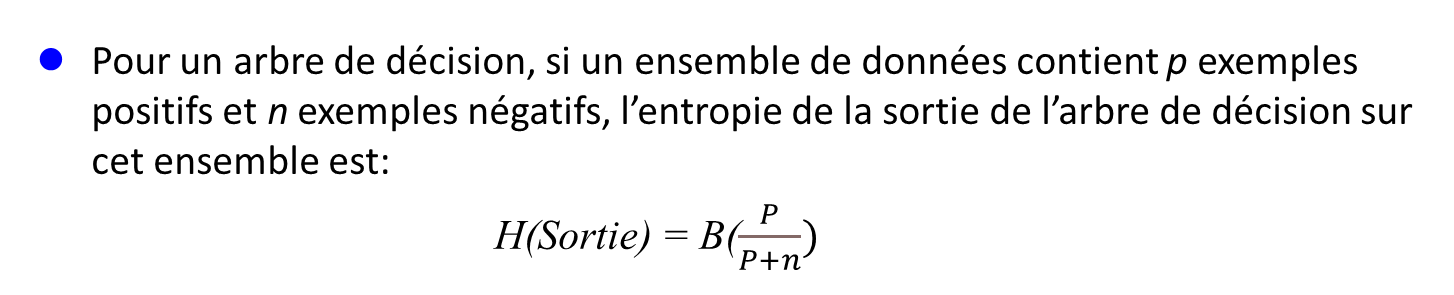 Pour un arbre de décision, si un ensemble de données contient p exemples
positifs et n exemples négatifs, l’entropie de la sortie de l’arbre de décision sur
cet ensemble est:
H(Sortie) = B(P/P+n)